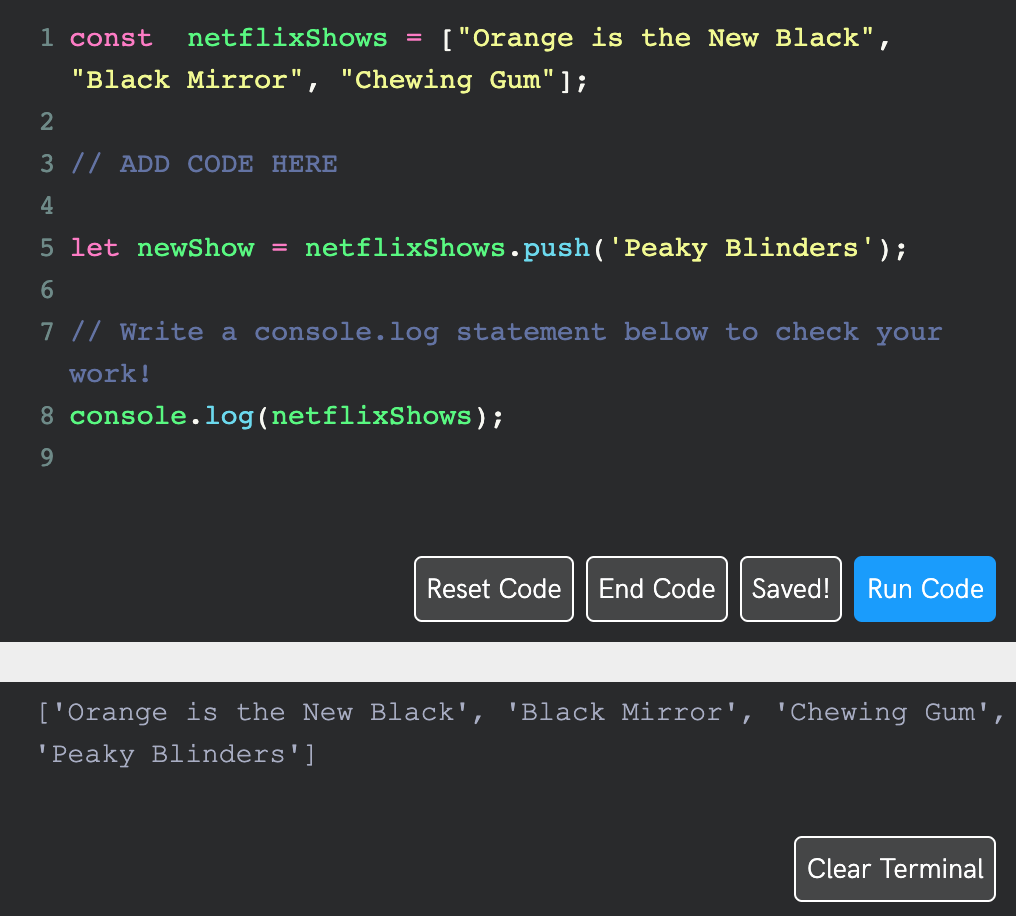 1 const  netflixShows = ["Orange is the New Black",
"Black Mirror", "Chewing Gum"];
2
3 // ADD CODE HERE
4
5 let newShow = netflixShows.push('Peaky Blinders');
6
7 // Write a console.log statement below to check your
work!
8 console.log(netflixShows);
9
Reset Code End Code Saved! Run Code
['Orange is the New Black', 'Black Mirror', 'Chewing Gum',
'Peaky Blinders']
Clear Terminal